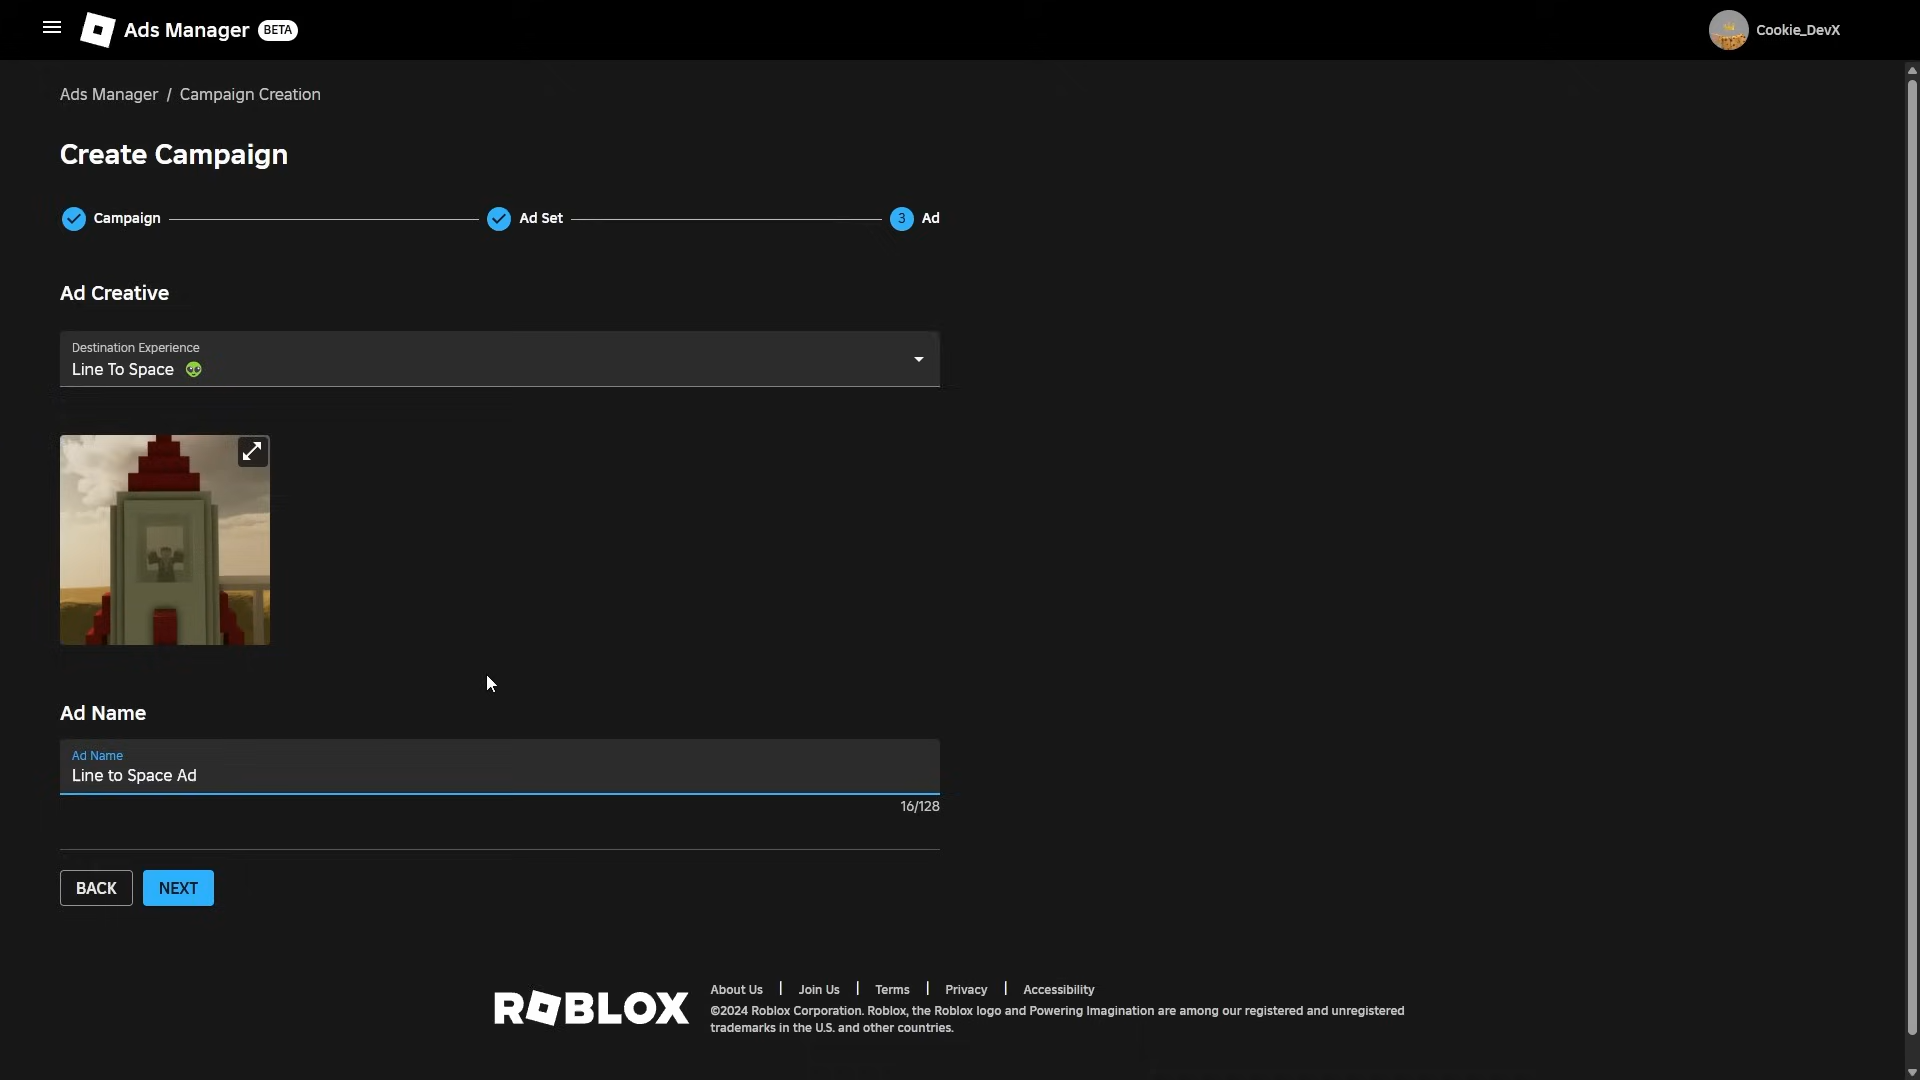 Ads Manager BETA
Cookie_DevX
Ads Manager / Campaign Creation
Create Campaign
Campaign
Ad Set
3 Ad
Ad Creative
Destination Experience
Line To Space 👽
Ad Name
Ad Name
Line to Space Ad
16/128
BACK
NEXT
ROBLOX
About Us | Join Us | Terms | Privacy | Accessibility
©2024 Roblox Corporation. Roblox, the Roblox logo and Powering Imagination are among our registered and unregistered
trademarks in the U.S. and other countries.